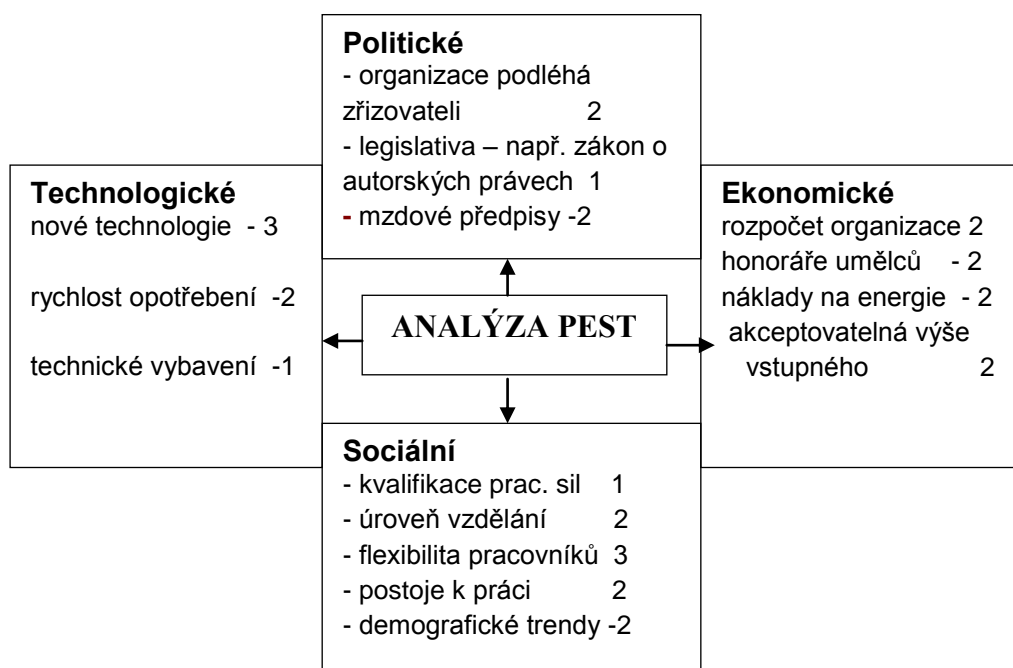 Politické
- organizace podléhá
zřizovateli 2
- legislativa – např. zákon o
autorských právech 1
- mzdové předpisy -2
Technologické
nové technologie - 3
rychlost opotřebení -2
technické vybavení -1
ANALÝZA PEST
Ekonomické
rozpočet organizace 2
honoráře umělců - 2
náklady na energie - 2
akceptovatelná výše
vstupného 2
Sociální
- kvalifikace prac. sil 1
- úroveň vzdělání 2
- flexibilita pracovníků 3
- postoje k práci 2
- demografické trendy -2